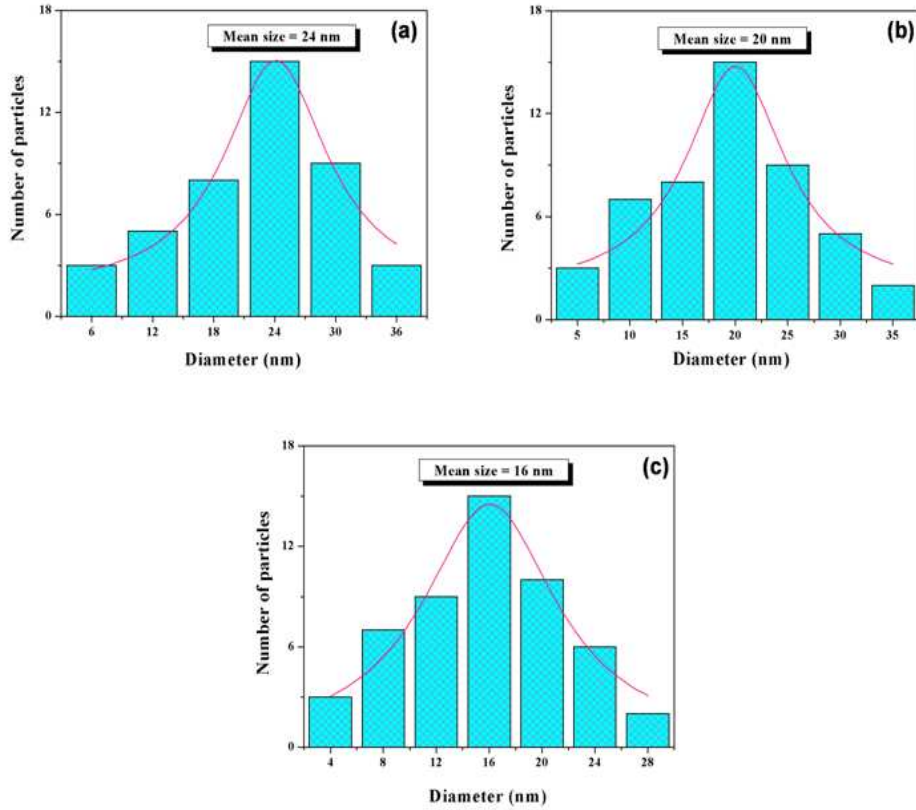 Mean size = 24 nm
(a)
Number of particles
18
12
6
0
6 12 18 24 30 36
Diameter (nm)
Mean size = 20 nm
(b)
Number of particles
18
12
6
0
5 10 15 20 25 30 35
Diameter (nm)
Mean size = 16 nm
(c)
Number of particles
18
12
6
0
4 8 12 16 20 24 28
Diameter (nm)